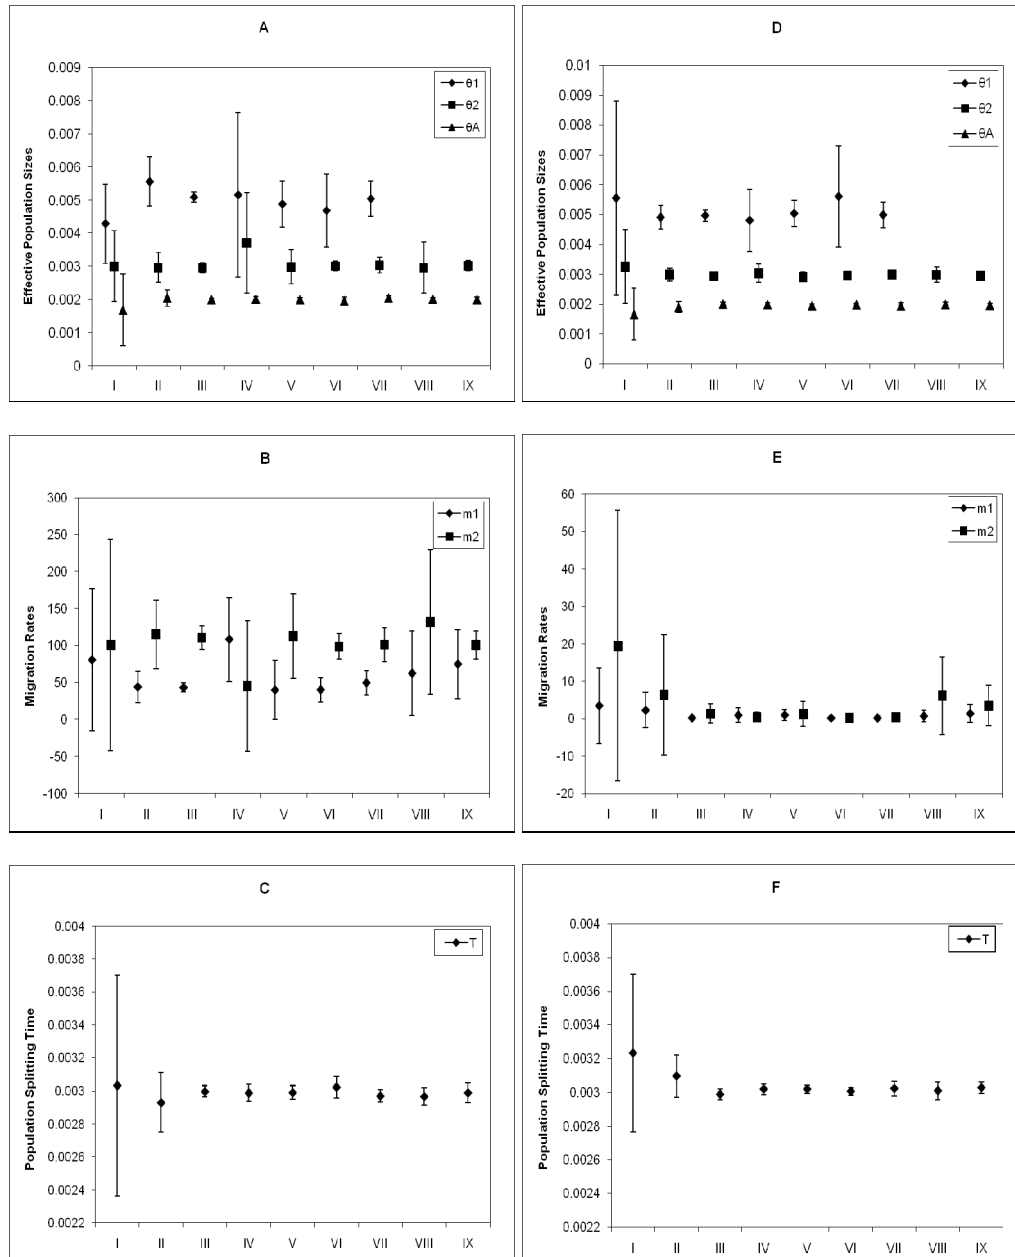 A
Effective Population Sizes
0.009
0.008
0.007
0.006
0.005
0.004
0.003
0.002
0.001
0
θ1
θ2
θA
I II III IV V VI VII VIII IX
D
Effective Population Sizes
0.01
0.009
0.008
0.007
0.006
0.005
0.004
0.003
0.002
0.001
0
θ1
θ2
θA
I II III IV V VI VII VIII IX
B
Migration Rates
300
250
200
150
100
50
0
-50
-100
m1
m2
I II III IV V VI VII VIII IX
E
Migration Rates
60
50
40
30
20
10
0
-10
-20
m1
m2
I II III IV V VI VII VIII IX
C
Population Splitting Time
0.004
0.0038
0.0036
0.0034
0.0032
0.003
0.0028
0.0026
0.0024
0.0022
T
I II III IV V VI VII VIII IX
F
Population Splitting Time
0.004
0.0038
0.0036
0.0034
0.0032
0.003
0.0028
0.0026
0.0024
0.0022
T
I II III IV V VI VII VIII IX